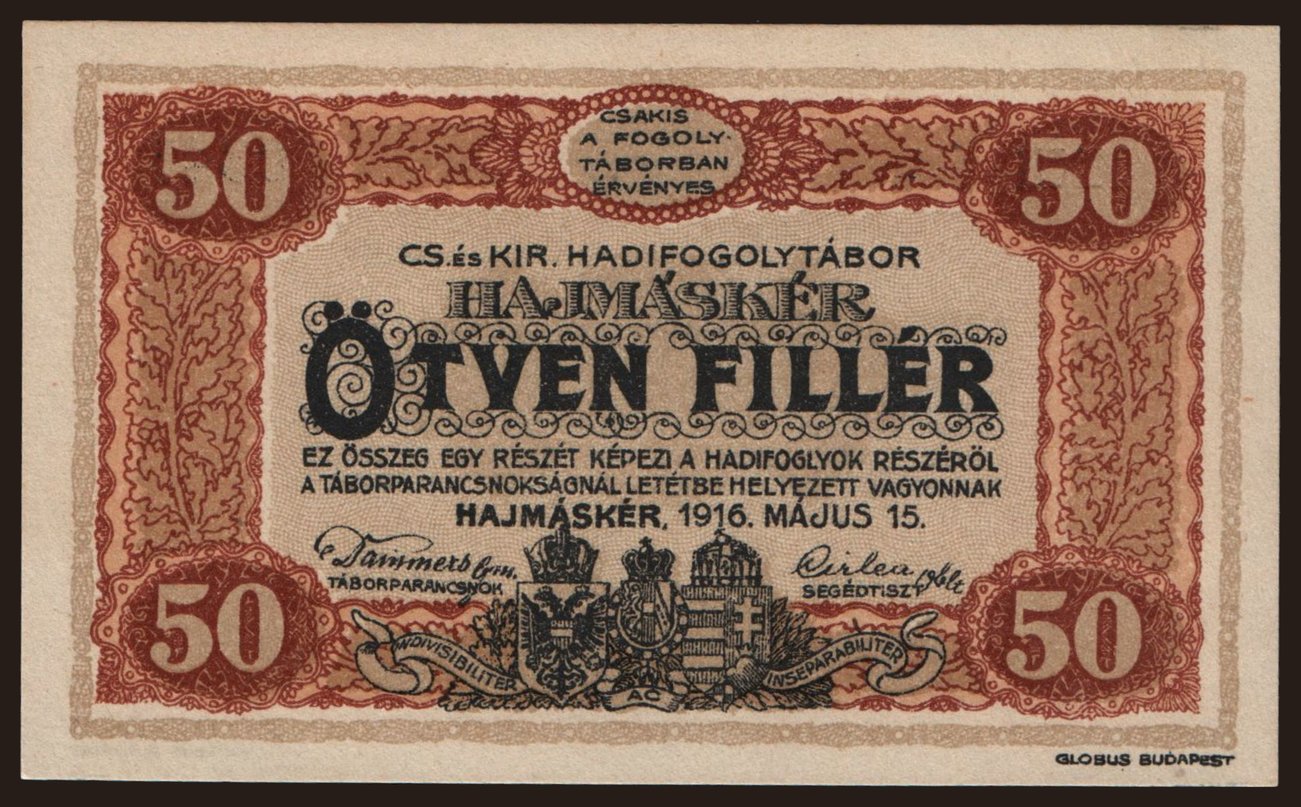 50
CSAKIS
A FOGOLY-
TÁBORBAN
ÉRVÉNYES
50
CS. és KIR. HADIFOGOLYTÁBOR
HAJMÁSKÉR
ÖTVEN FILLÉR
EZ ÖSSZEG EGY RÉSZÉT KÉPEZI A HADIFOGLYOK RÉSZÉRŐL
A TÁBORPARANCSNOKSÁGNÁL LETÉTBE HELYEZETT VAGYONNAK
HAJMÁSKÉR, 1916. MÁJUS 15.
TÁBORPARANCSNOK
SEGÉDTISZT
50
INDIVISIBILITER
AC
INSEPARABILITER
50
GLOBUS BUDAPEST